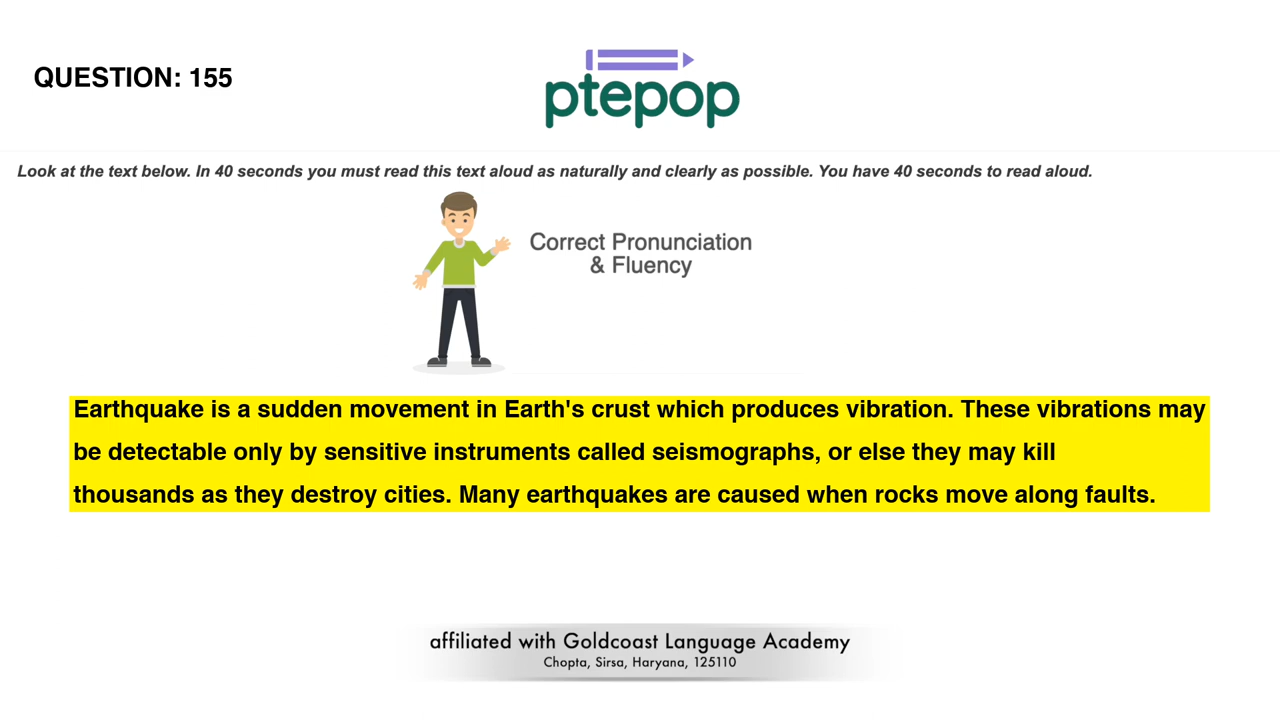 QUESTION: 155
ptepop
Look at the text below. In 40 seconds you must read this text aloud as naturally and clearly as possible. You have 40 seconds to read aloud.
Correct Pronunciation
& Fluency
Earthquake is a sudden movement in Earth's crust which produces vibration. These vibrations may
be detectable only by sensitive instruments called seismographs, or else they may kill
thousands as they destroy cities. Many earthquakes are caused when rocks move along faults.
affiliated with Goldcoast Language Academy
Chopta, Sirsa, Haryana, 125110